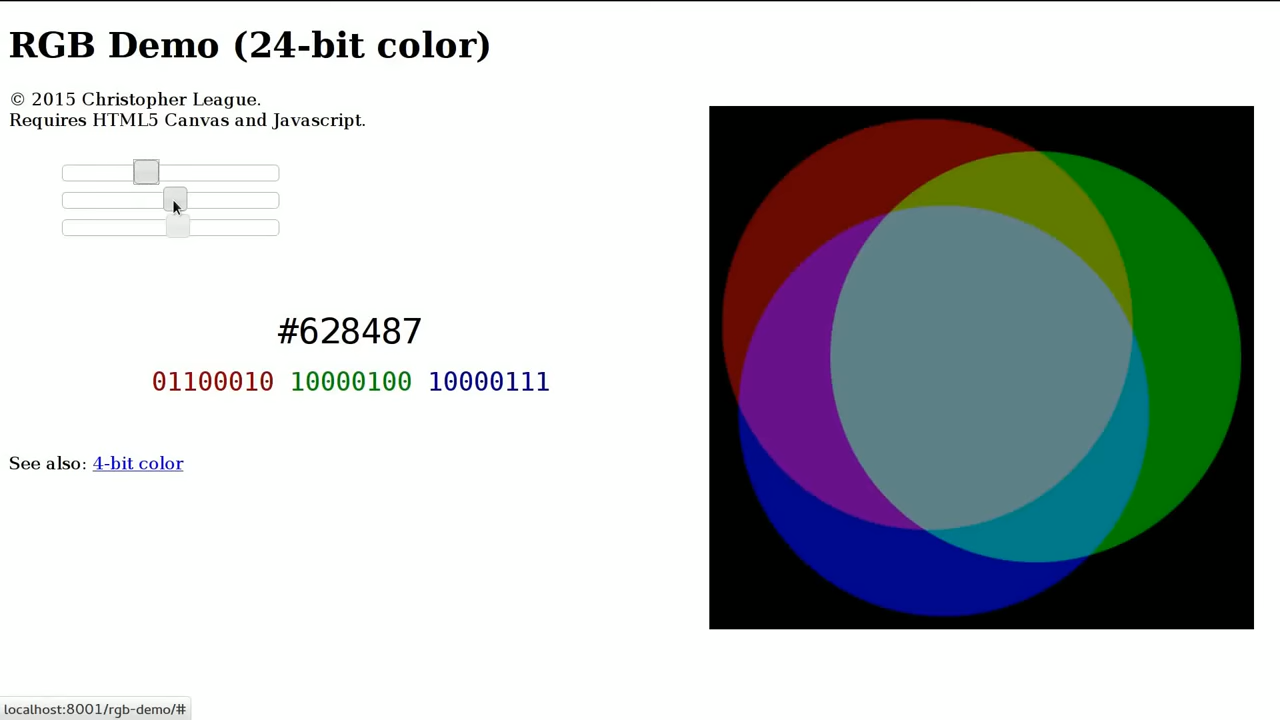 RGB Demo (24-bit color)
© 2015 Christopher League.
Requires HTML5 Canvas and Javascript.
#628487
01100010 10000100 10000111
See also: 4-bit color
localhost:8001/rgb-demo/#